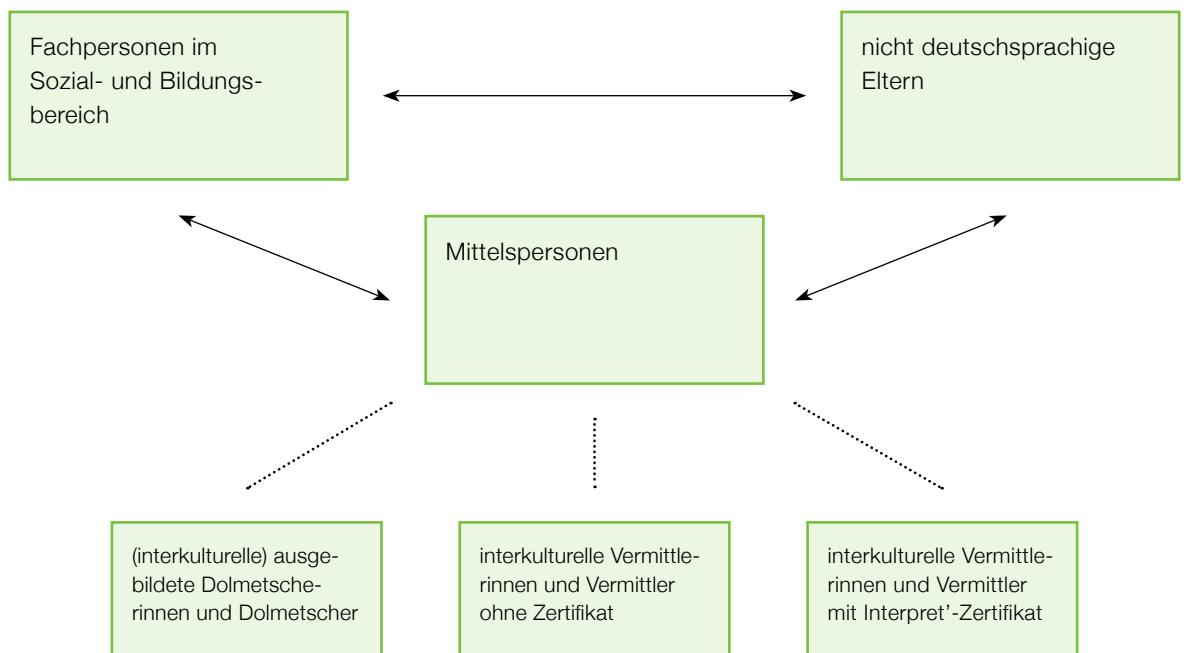 Fachpersonen im
Sozial- und Bildungs-
bereich
nicht deutschsprachige
Eltern
Mittelspersonen
(interkulturelle) ausge-
bildete Dolmetsche-
rinnen und Dolmetscher
interkulturelle Vermittle-
rinnen und Vermittler
ohne Zertifikat
interkulturelle Vermittle-
rinnen und Vermittler
mit Interpret’-Zertifikat